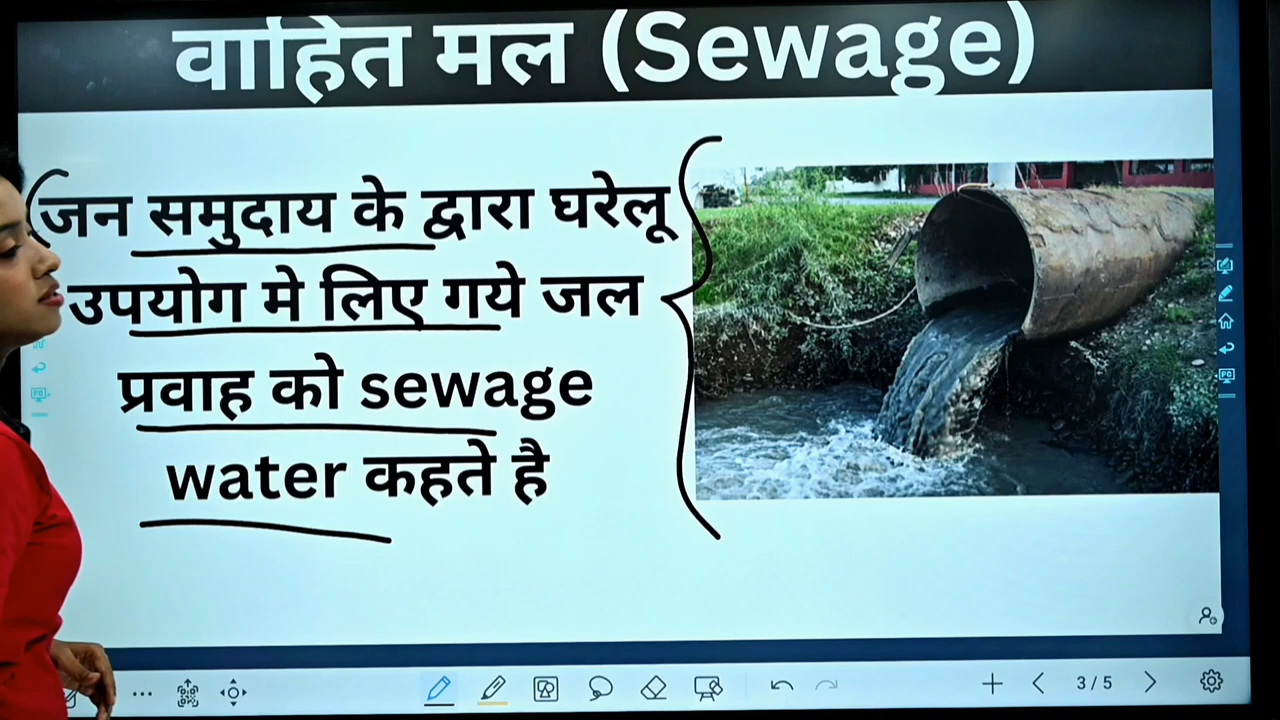 वाहित मल (Sewage)
जन समुदाय के द्वारा घरेलू
उपयोग मे लिए गये जल
प्रवाह को sewage
water कहते है
3/5